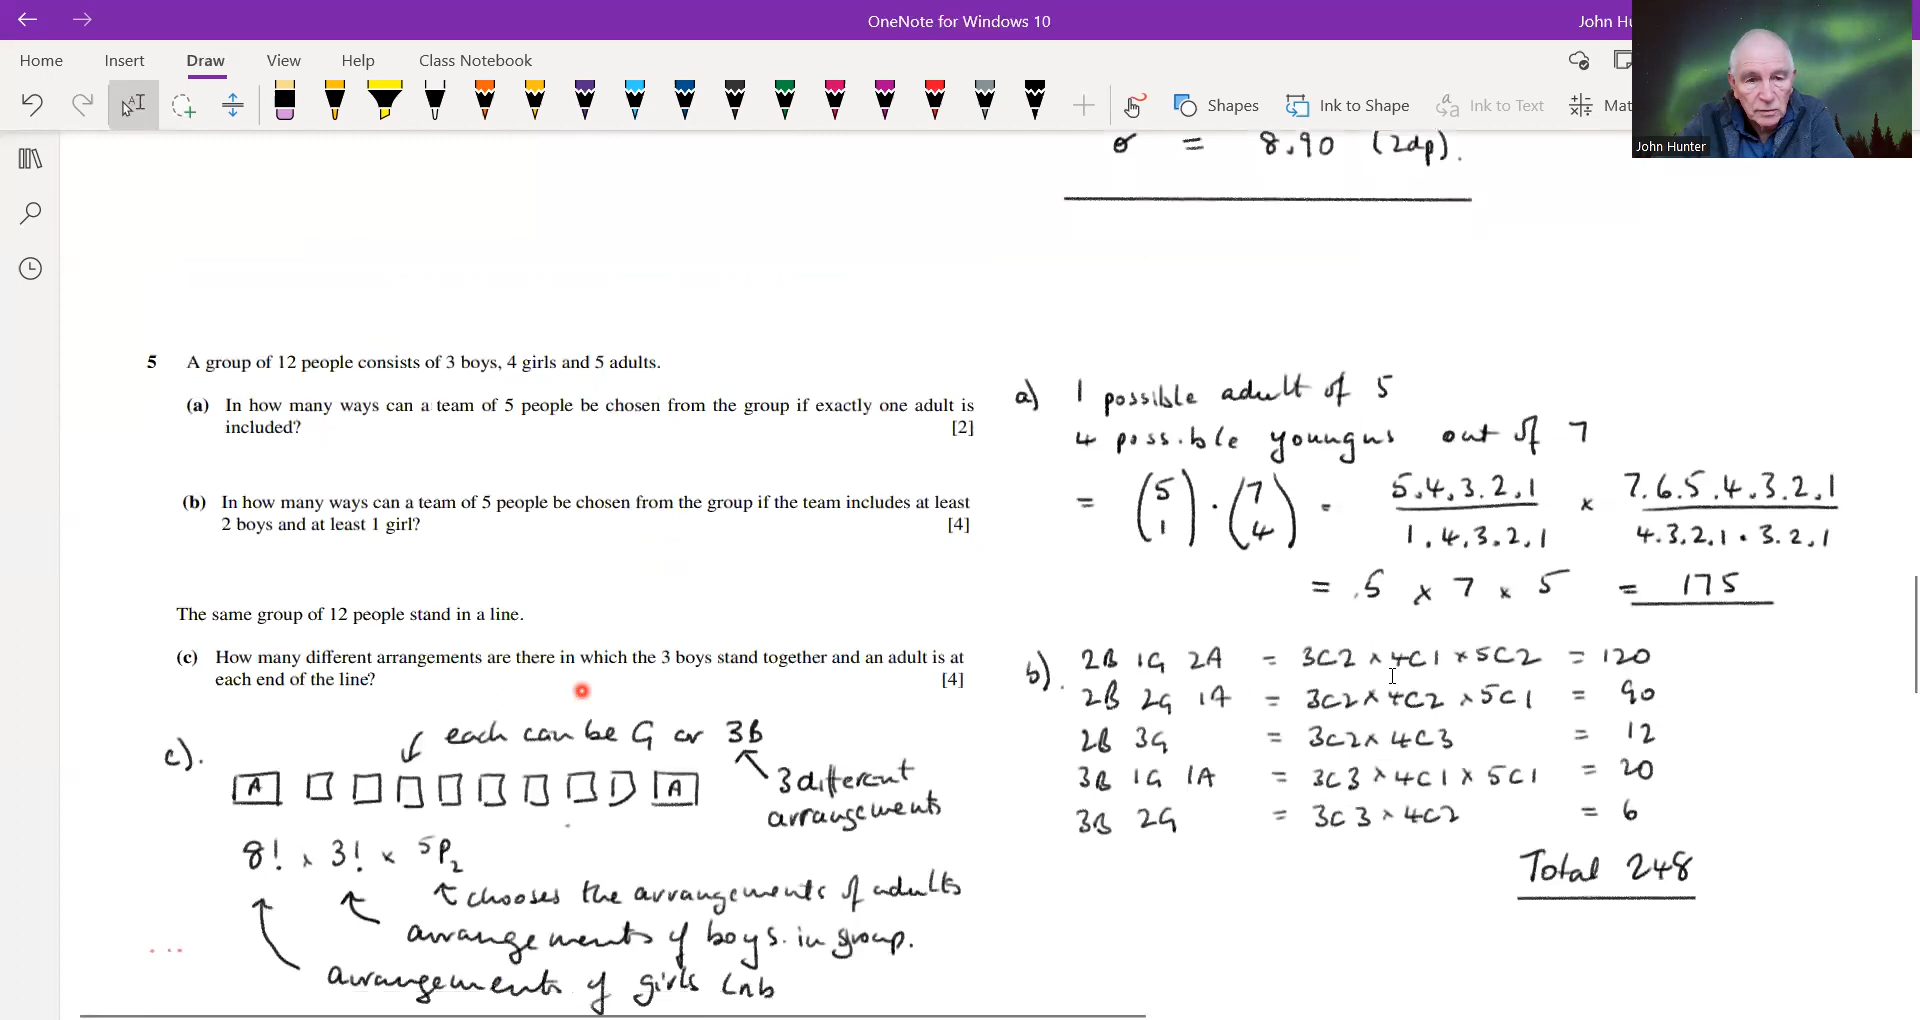 OneNote for Windows 10
John Hu
Home Insert Draw View Help Class Notebook
Shapes Ink to Shape Ink to Text Mat
John Hunter
σ = 8.90 (2dp).
5 A group of 12 people consists of 3 boys, 4 girls and 5 adults.
(a) In how many ways can a team of 5 people be chosen from the group if exactly one adult is
included? [2]
(b) In how many ways can a team of 5 people be chosen from the group if the team includes at least
2 boys and at least 1 girl? [4]
The same group of 12 people stand in a line.
(c) How many different arrangements are there in which the 3 boys stand together and an adult is at
each end of the line? [4]
c). each can be G or 3B
3 different
arrangements
A A
8! x 3! x 5P2
chooses the arrangements of adults
arrangements of boys. in group.
arrangements of girls
a) 1 possible adult of 5
4 possible youngus out of 7
= (5 1) . (7 4) = 5.4.3.2.1 / 1.4.3.2.1 x 7.6.5.4.3.2.1 / 4.3.2.1.3.2.1
= 5 x 7 x 5 = 175
b). 2B 1G 2A = 3C2 x 4C1 x 5C2 = 120
2B 2G 1A = 3C2 x 4C2 x 5C1 = 90
2B 3G = 3C2 x 4C3 = 12
3B 1G 1A = 3C3 x 4C1 x 5C1 = 20
3B 2G = 3C3 x 4C2 = 6
Total 248